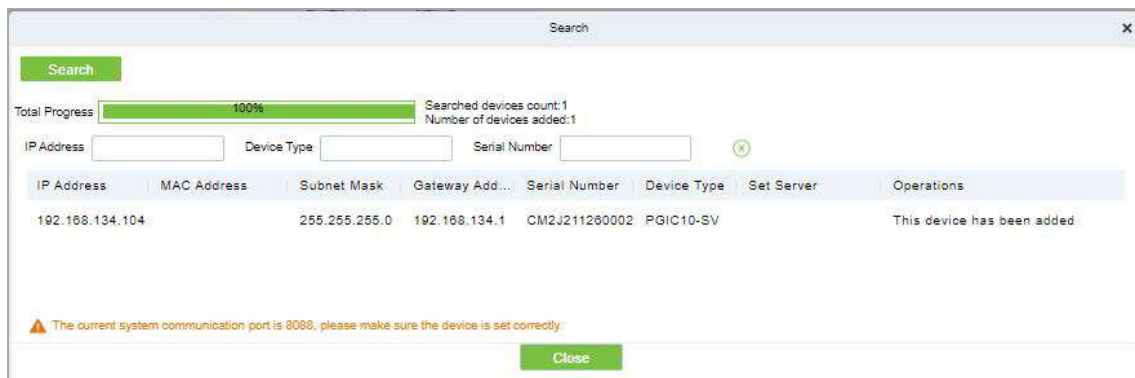 Search
Search
Total Progress 100% Searched devices count:1
Number of devices added:1
IP Address Device Type Serial Number
IP Address MAC Address Subnet Mask Gateway Add... Serial Number Device Type Set Server Operations
192.168.134.104 255.255.255.0 192.168.134.1 CM2J211260002 PGIC10-SV This device has been added
The current system communication port is 8088, please make sure the device is set correctly.
Close